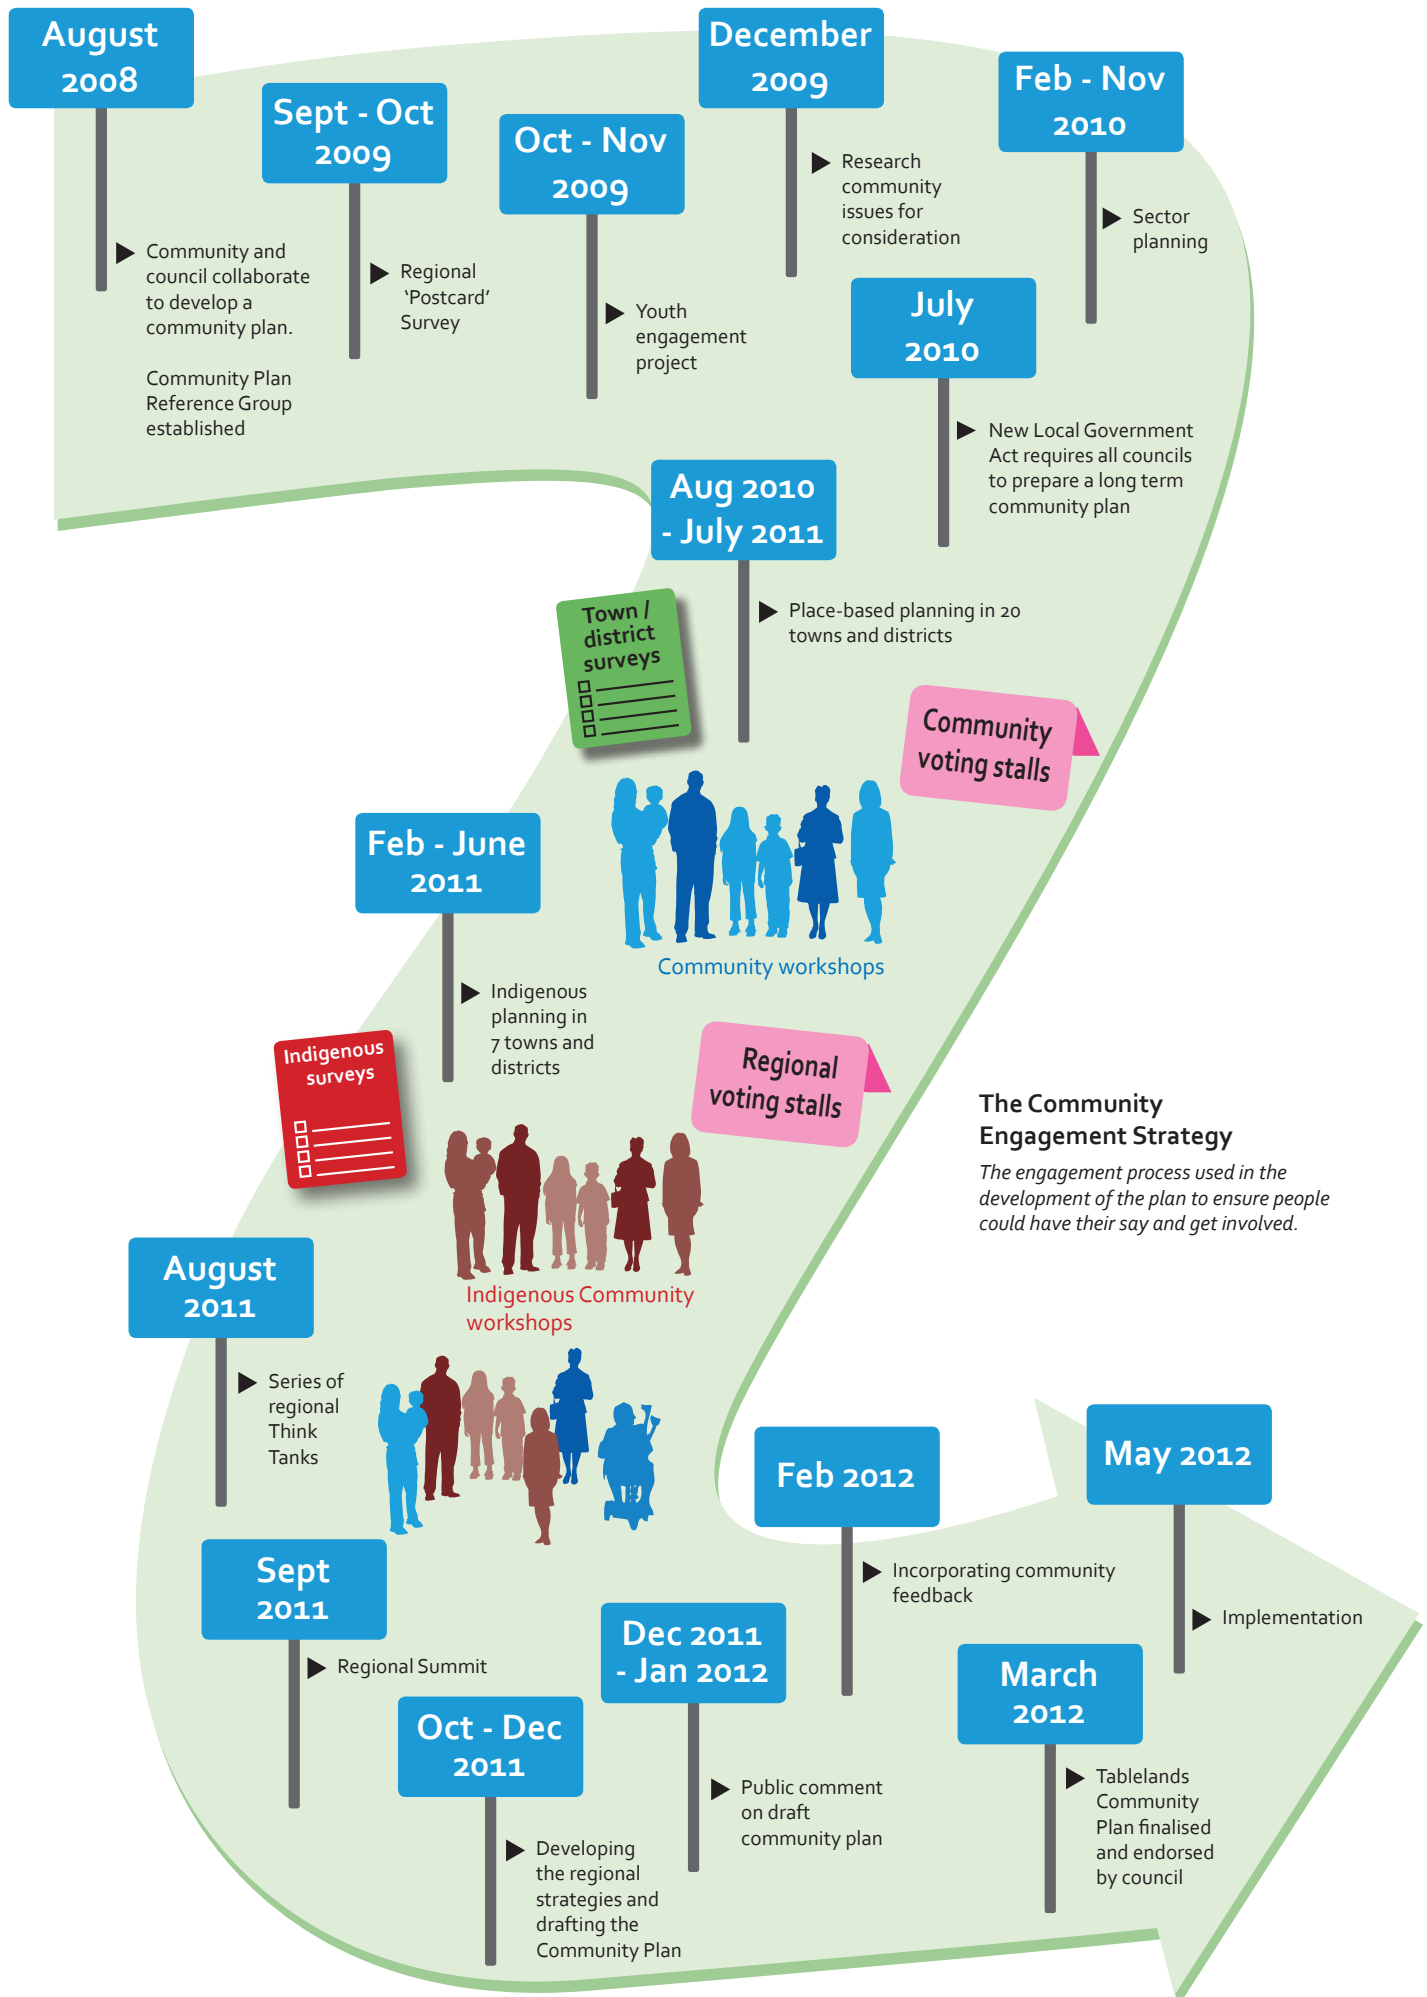 August
2008
Community and
council collaborate
to develop a
community plan.
Community Plan
Reference Group
established
Sept - Oct
2009
Regional
‘Postcard’
Survey
Oct - Nov
2009
Youth
engagement
project
December
2009
Research
community
issues for
consideration
Feb - Nov
2010
Sector
planning
July
2010
New Local Government
Act requires all councils
to prepare a long term
community plan
Aug 2010
- July 2011
Place-based planning in 20
towns and districts
Town /
district
surveys
Community
voting stalls
Community workshops
Feb - June
2011
Indigenous
planning in
7 towns and
districts
Indigenous
surveys
Regional
voting stalls
Indigenous Community
workshops
The Community
Engagement Strategy
The engagement process used in the
development of the plan to ensure people
could have their say and get involved.
August
2011
Series of
regional
Think
Tanks
Sept
2011
Regional Summit
Oct - Dec
2011
Developing
the regional
strategies and
drafting the
Community Plan
Dec 2011
- Jan 2012
Public comment
on draft
community plan
Feb 2012
Incorporating community
feedback
March
2012
Tablelands
Community
Plan finalised
and endorsed
by council
May 2012
Implementation